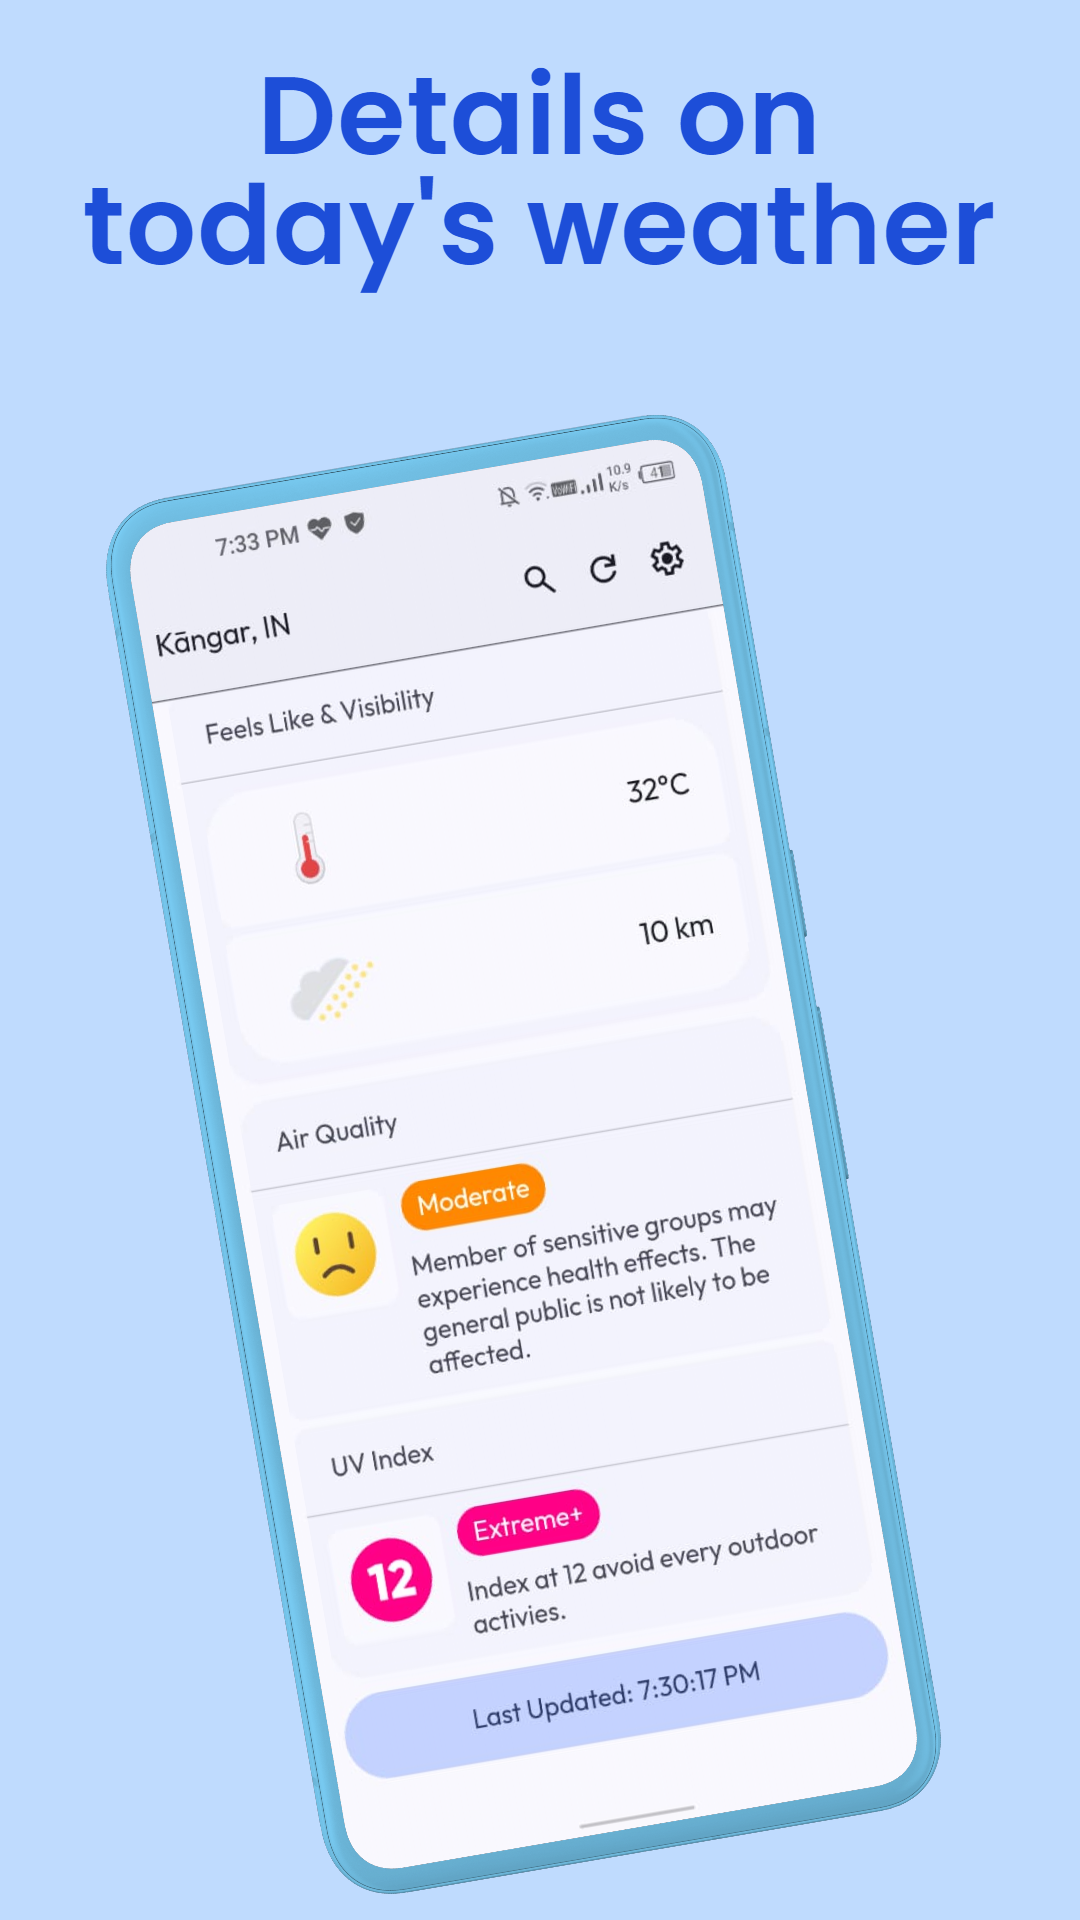 Details on
today's weather
7:33 PM
10.9
K/s
41
Kāngar, IN
Feels Like & Visibility
32°C
10 km
Air Quality
Moderate
Member of sensitive groups may
experience health effects. The
general public is not likely to be
affected.
UV Index
12
Extreme+
Index at 12 avoid every outdoor
activies.
Last Updated: 7:30:17 PM